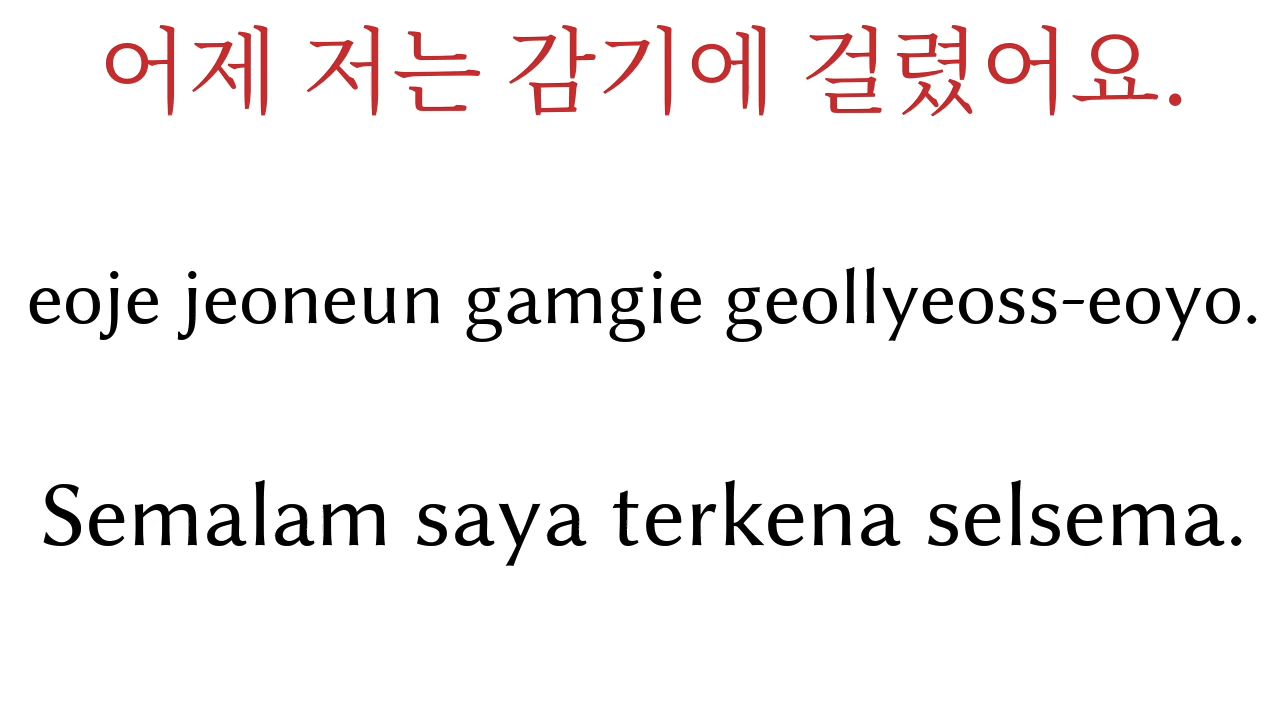 어제 저는 감기에 걸렸어요.
eoje jeoneun gamgie geollyeoss-eoyo.
Semalam saya terkena selsema.